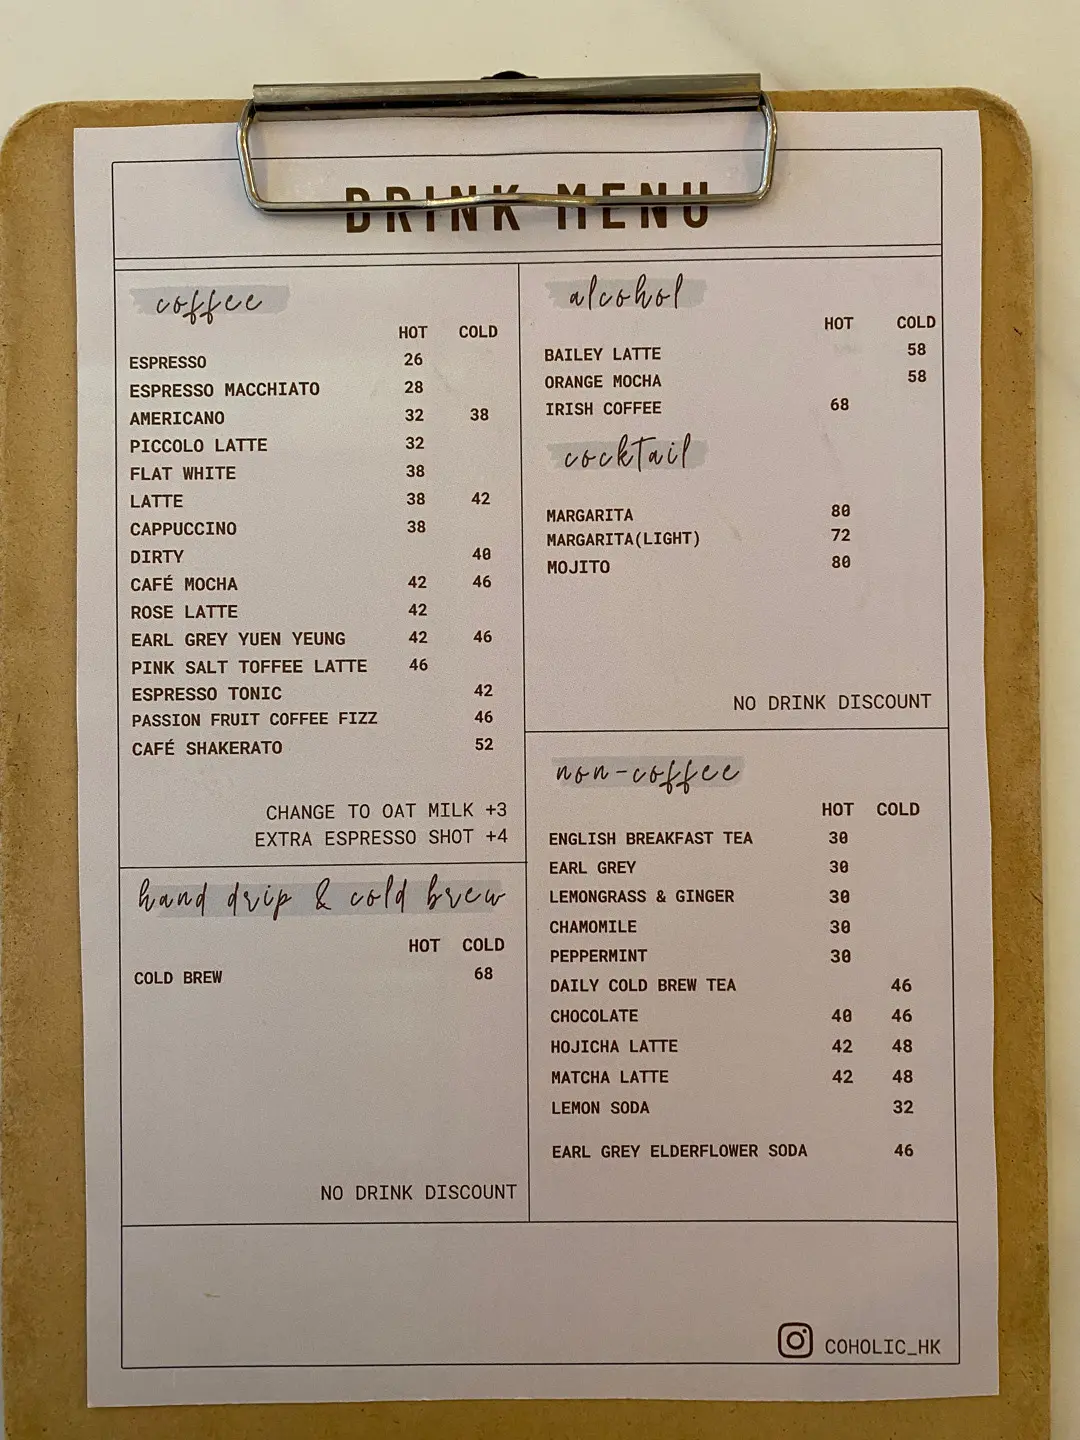 DRINK MENU
coffee
HOT COLD
ESPRESSO 26
ESPRESSO MACCHIATO 28
AMERICANO 32 38
PICCOLO LATTE 32
FLAT WHITE 38
LATTE 38 42
CAPPUCCINO 38
DIRTY 40
CAFÉ MOCHA 42 46
ROSE LATTE 42
EARL GREY YUEN YEUNG 42 46
PINK SALT TOFFEE LATTE 46
ESPRESSO TONIC 42
PASSION FRUIT COFFEE FIZZ 46
CAFÉ SHAKERATO 52
CHANGE TO OAT MILK +3
EXTRA ESPRESSO SHOT +4
hand drip & cold brew
HOT COLD
COLD BREW 68
NO DRINK DISCOUNT
alcohol
HOT COLD
BAILEY LATTE 58
ORANGE MOCHA 58
IRISH COFFEE 68
cocktail
MARGARITA 80
MARGARITA(LIGHT) 72
MOJITO 80
NO DRINK DISCOUNT
non-coffee
HOT COLD
ENGLISH BREAKFAST TEA 30
EARL GREY 30
LEMONGRASS & GINGER 30
CHAMOMILE 30
PEPPERMINT 30
DAILY COLD BREW TEA 46
CHOCOLATE 40 46
HOJICHA LATTE 42 48
MATCHA LATTE 42 48
LEMON SODA 32
EARL GREY ELDERFLOWER SODA 46
COHOLIC_HK